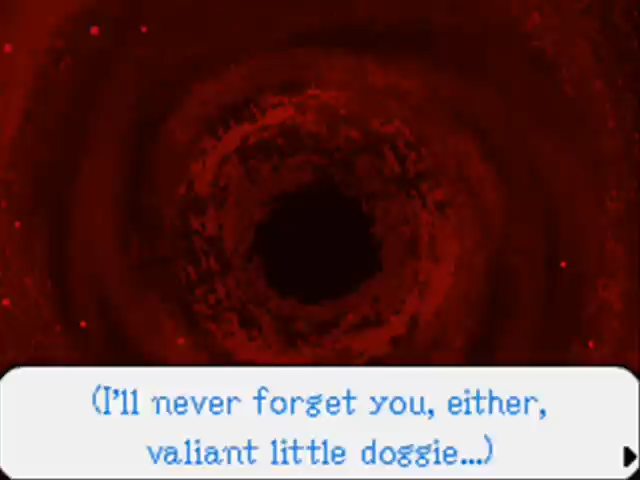 (I'll never forget you, either,
valiant little doggie...)